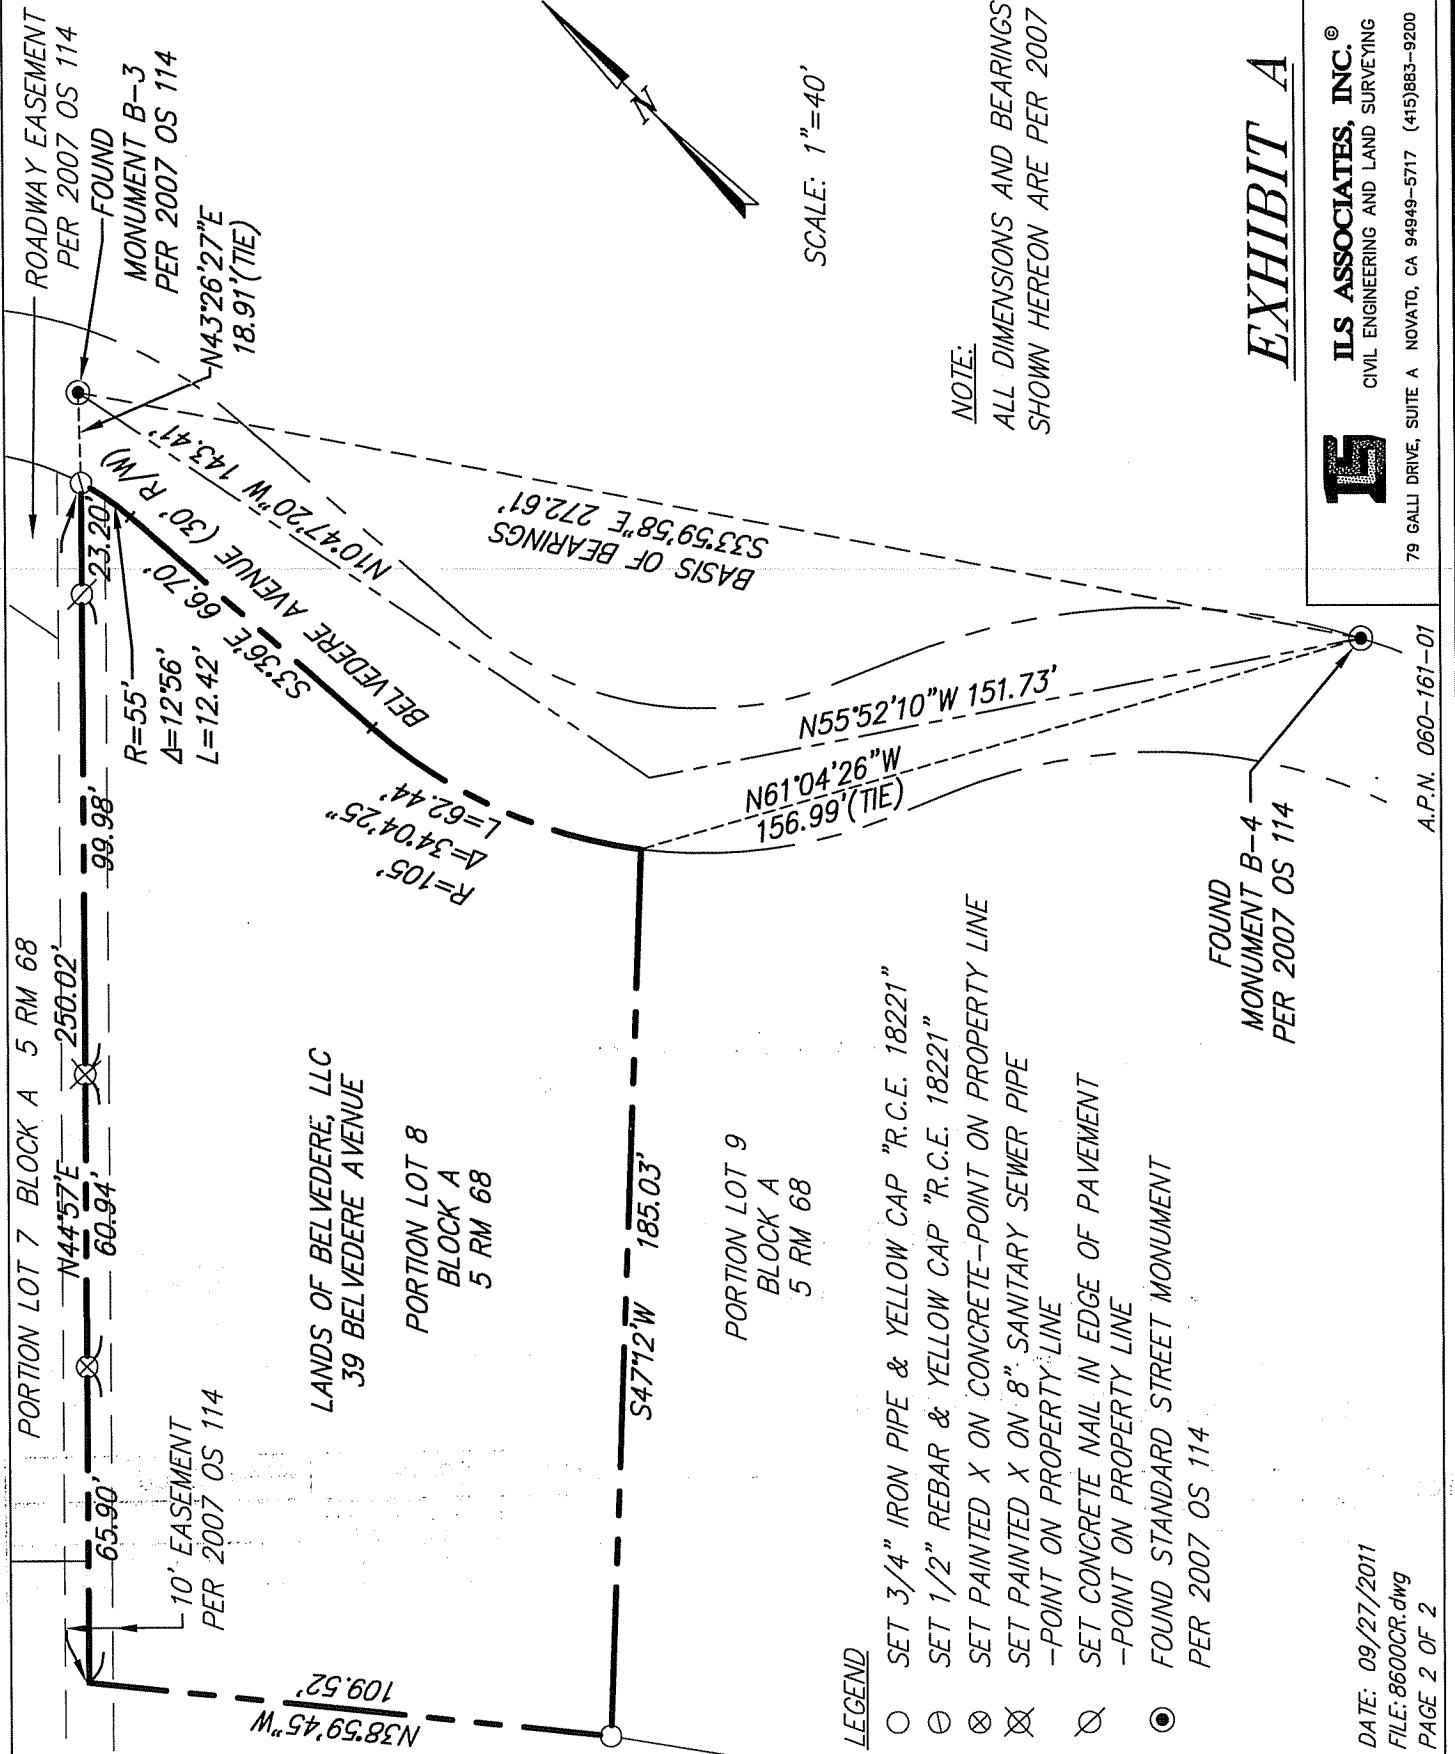 ROADWAY EASEMENT
PER 2007 OS 114
FOUND
MONUMENT B-3
PER 2007 OS 114
N43°26'27"E
18.91'(TIE)
PORTION LOT 7 BLOCK A 5 RM 68
N44°57'E
250.02'
65.90'
60.94'
99.98'
23.20'
10' EASEMENT
PER 2007 OS 114
R=55'
Δ=12°56'
L=12.42'
S3°36'E 66.70'
BELVEDERE AVENUE (30' R/W)
N10°47'20"W 143.41'
BASIS OF BEARINGS
S33°59'58"E 272.61'
R=105'
Δ=34°04'25"
L=62.44'
N55°52'10"W 151.73'
N61°04'26"W
156.99'(TIE)
LANDS OF BELVEDERE, LLC
39 BELVEDERE AVENUE
PORTION LOT 8
BLOCK A
5 RM 68
S47°12'W 185.03'
N38°59'45"W
109.52'
PORTION LOT 9
BLOCK A
5 RM 68
FOUND
MONUMENT B-4
PER 2007 OS 114
N
SCALE: 1"=40'
NOTE:
ALL DIMENSIONS AND BEARINGS
SHOWN HEREON ARE PER 2007
LEGEND
SET 3/4" IRON PIPE & YELLOW CAP "R.C.E. 18221"
SET 1/2" REBAR & YELLOW CAP "R.C.E. 18221"
SET PAINTED X ON CONCRETE-POINT ON PROPERTY LINE
SET PAINTED X ON 8" SANITARY SEWER PIPE
-POINT ON PROPERTY LINE
SET CONCRETE NAIL IN EDGE OF PAVEMENT
-POINT ON PROPERTY LINE
FOUND STANDARD STREET MONUMENT
PER 2007 OS 114
EXHIBIT A
ILS ASSOCIATES, INC.©
CIVIL ENGINEERING AND LAND SURVEYING
79 GALLI DRIVE, SUITE A NOVATO, CA 94949-5717 (415)883-9200
DATE: 09/27/2011
FILE: 8600CR.dwg
PAGE 2 OF 2
A.P.N. 060-161-01